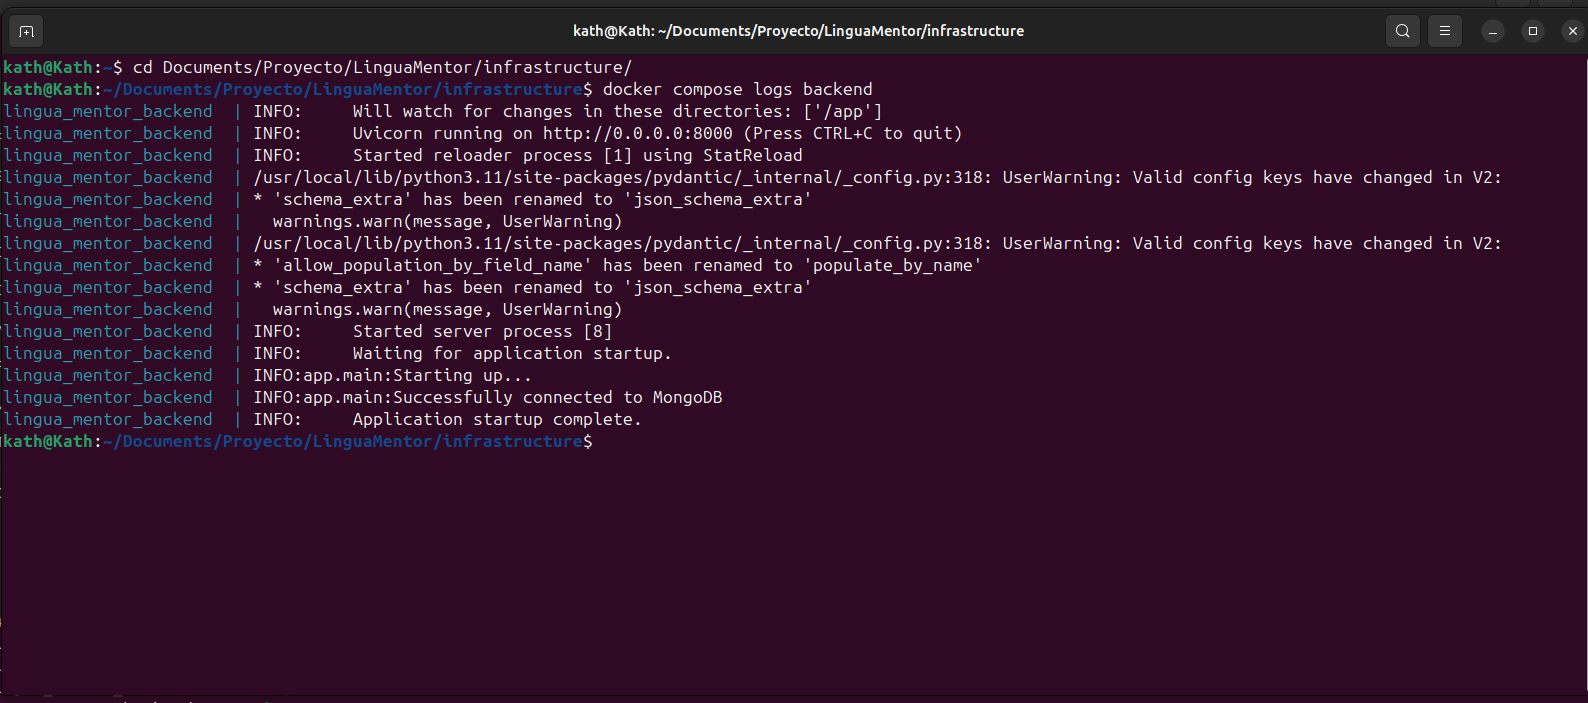 kath@Kath: ~/Documents/Proyecto/LinguaMentor/infrastructure
kath@Kath:~$ cd Documents/Proyecto/LinguaMentor/infrastructure/
kath@Kath:~/Documents/Proyecto/LinguaMentor/infrastructure$ docker compose logs backend
lingua_mentor_backend  | INFO:     Will watch for changes in these directories: ['/app']
lingua_mentor_backend  | INFO:     Uvicorn running on http://0.0.0.0:8000 (Press CTRL+C to quit)
lingua_mentor_backend  | INFO:     Started reloader process [1] using StatReload
lingua_mentor_backend  | /usr/local/lib/python3.11/site-packages/pydantic/_internal/_config.py:318: UserWarning: Valid config keys have changed in V2:
lingua_mentor_backend  | * 'schema_extra' has been renamed to 'json_schema_extra'
lingua_mentor_backend  |   warnings.warn(message, UserWarning)
lingua_mentor_backend  | /usr/local/lib/python3.11/site-packages/pydantic/_internal/_config.py:318: UserWarning: Valid config keys have changed in V2:
lingua_mentor_backend  | * 'allow_population_by_field_name' has been renamed to 'populate_by_name'
lingua_mentor_backend  | * 'schema_extra' has been renamed to 'json_schema_extra'
lingua_mentor_backend  |   warnings.warn(message, UserWarning)
lingua_mentor_backend  | INFO:     Started server process [8]
lingua_mentor_backend  | INFO:     Waiting for application startup.
lingua_mentor_backend  | INFO:app.main:Starting up...
lingua_mentor_backend  | INFO:app.main:Successfully connected to MongoDB
lingua_mentor_backend  | INFO:     Application startup complete.
kath@Kath:~/Documents/Proyecto/LinguaMentor/infrastructure$